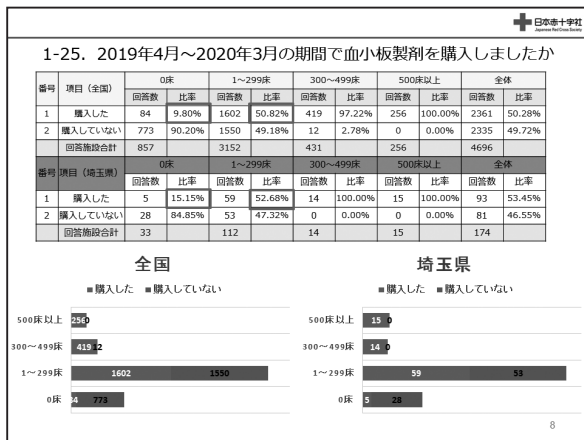 日本赤十字社
Japanese Red Cross Society
1-25. 2019年4月～2020年3月の期間で血小板製剤を購入しましたか
番号 項目（全国） 0床 1～299床 300～499床 500床以上 全体
回答数 比率 回答数 比率 回答数 比率 回答数 比率 回答数 比率
1 購入した 84 9.80% 1602 50.82% 419 97.22% 256 100.00% 2361 50.28%
2 購入していない 773 90.20% 1550 49.18% 12 2.78% 0 0.00% 2335 49.72%
回答施設合計 857 3152 431 256 4696
番号 項目（埼玉県） 0床 1～299床 300～499床 500床以上 全体
回答数 比率 回答数 比率 回答数 比率 回答数 比率 回答数 比率
1 購入した 5 15.15% 59 52.68% 14 100.00% 15 100.00% 93 53.45%
2 購入していない 28 84.85% 53 47.32% 0 0.00% 0 0.00% 81 46.55%
回答施設合計 33 112 14 15 174
全国
■購入した ■購入していない
500床以上 256 0
300～499床 419 12
1～299床 1602 1550
0床 84 773
埼玉県
■購入した ■購入していない
500床以上 15 0
300～499床 14 0
1～299床 59 53
0床 5 28
8